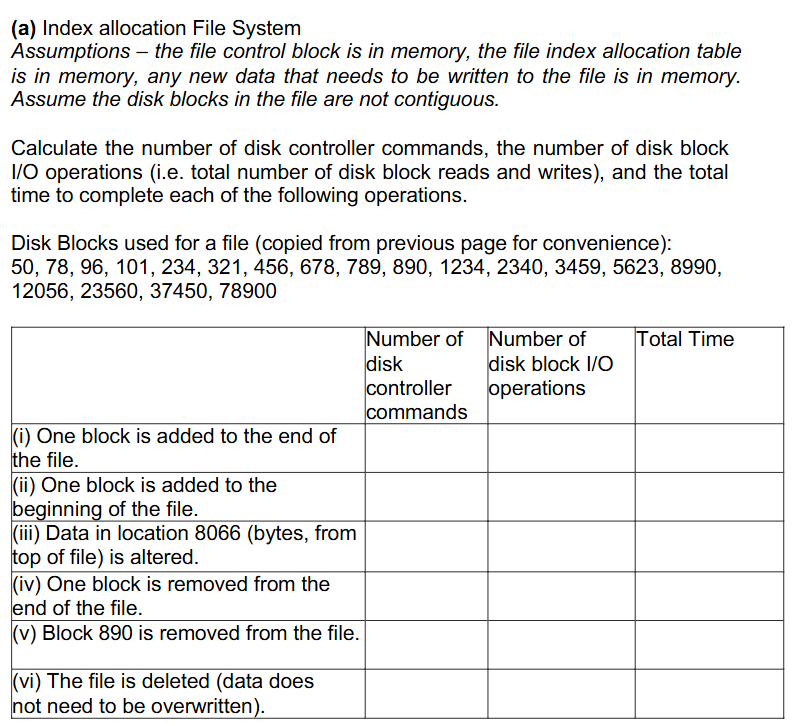 (a) Index allocation File System
Assumptions – the file control block is in memory, the file index allocation table
is in memory, any new data that needs to be written to the file is in memory.
Assume the disk blocks in the file are not contiguous.
Calculate the number of disk controller commands, the number of disk block
I/O operations (i.e. total number of disk block reads and writes), and the total
time to complete each of the following operations.
Disk Blocks used for a file (copied from previous page for convenience):
50, 78, 96, 101, 234, 321, 456, 678, 789, 890, 1234, 2340, 3459, 5623, 8990,
12056, 23560, 37450, 78900
Number of
disk
controller
commands
Number of
disk block I/O
operations
Total Time
(i) One block is added to the end of
the file.
(ii) One block is added to the
beginning of the file.
(iii) Data in location 8066 (bytes, from
top of file) is altered.
(iv) One block is removed from the
end of the file.
(v) Block 890 is removed from the file.
(vi) The file is deleted (data does
not need to be overwritten).